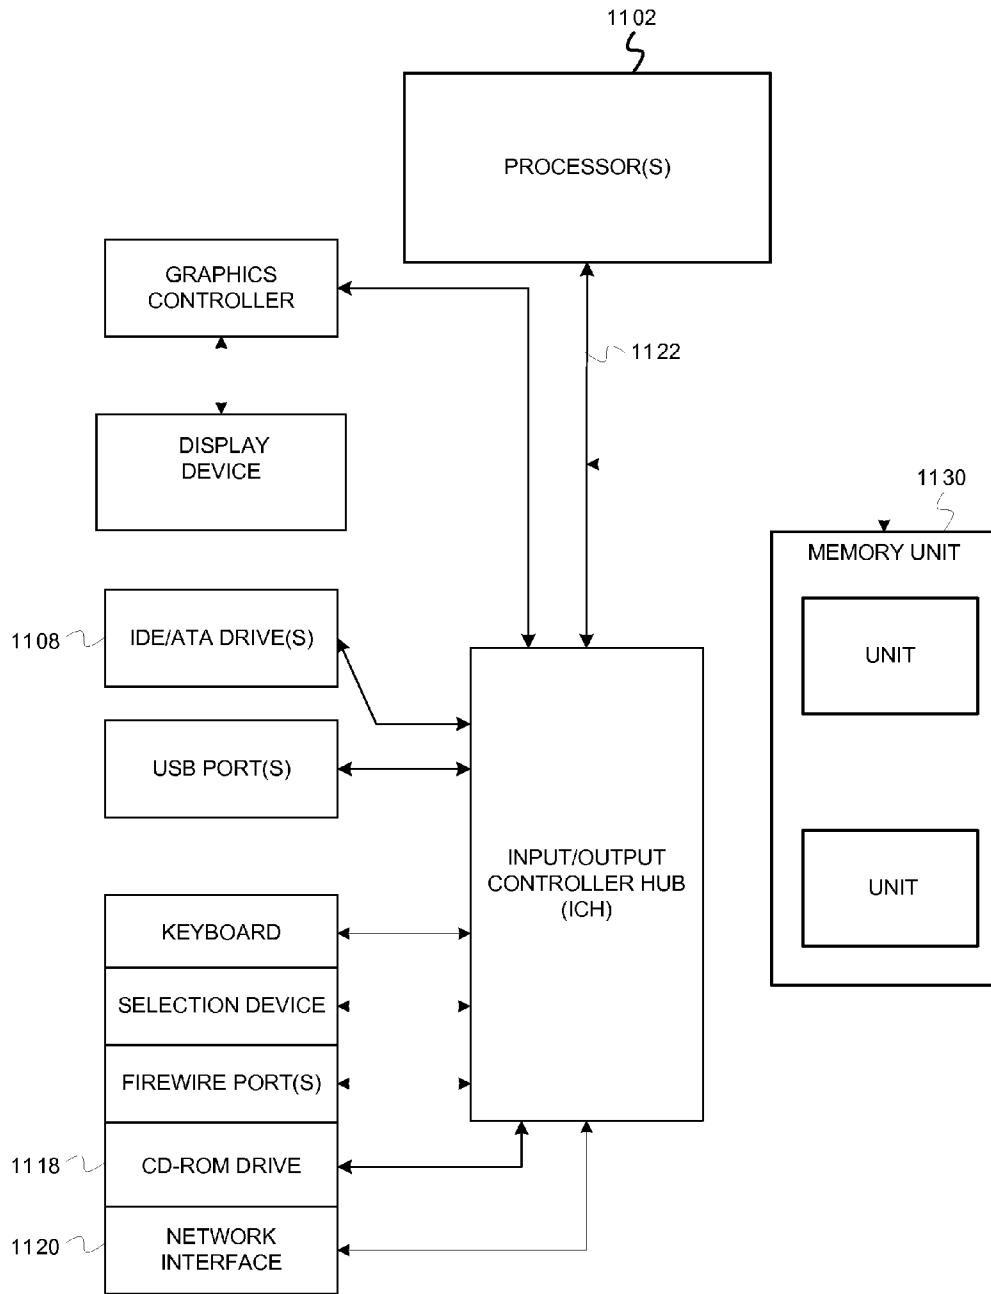 1102
PROCESSOR(S)
GRAPHICS
CONTROLLER
1122
DISPLAY
DEVICE
1130
MEMORY UNIT
1108
IDE/ATA DRIVE(S)
UNIT
USB PORT(S)
INPUT/OUTPUT
CONTROLLER HUB
(ICH)
UNIT
KEYBOARD
SELECTION DEVICE
FIREWIRE PORT(S)
1118
CD-ROM DRIVE
1120
NETWORK
INTERFACE